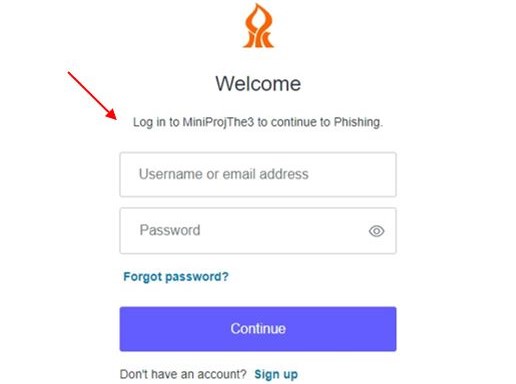 Welcome
Log in to MiniProjThe3 to continue to Phishing.
Username or email address
Password
Forgot password?
Continue
Don't have an account? Sign up